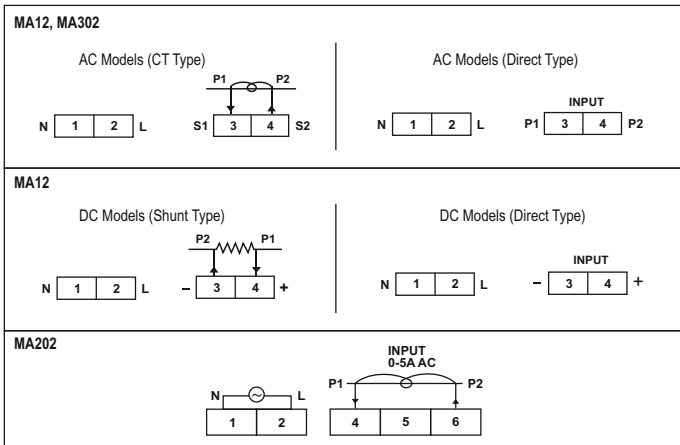 MA12, MA302
AC Models (CT Type)
P1 P2
N 1 2 L
S1 3 4 S2
AC Models (Direct Type)
INPUT
N 1 2 L
P1 3 4 P2
MA12
DC Models (Shunt Type)
P2 P1
N 1 2 L
– 3 4 +
DC Models (Direct Type)
INPUT
N 1 2 L
– 3 4 +
MA202
N L
1 2
INPUT
0-5A AC
P1 P2
4 5 6